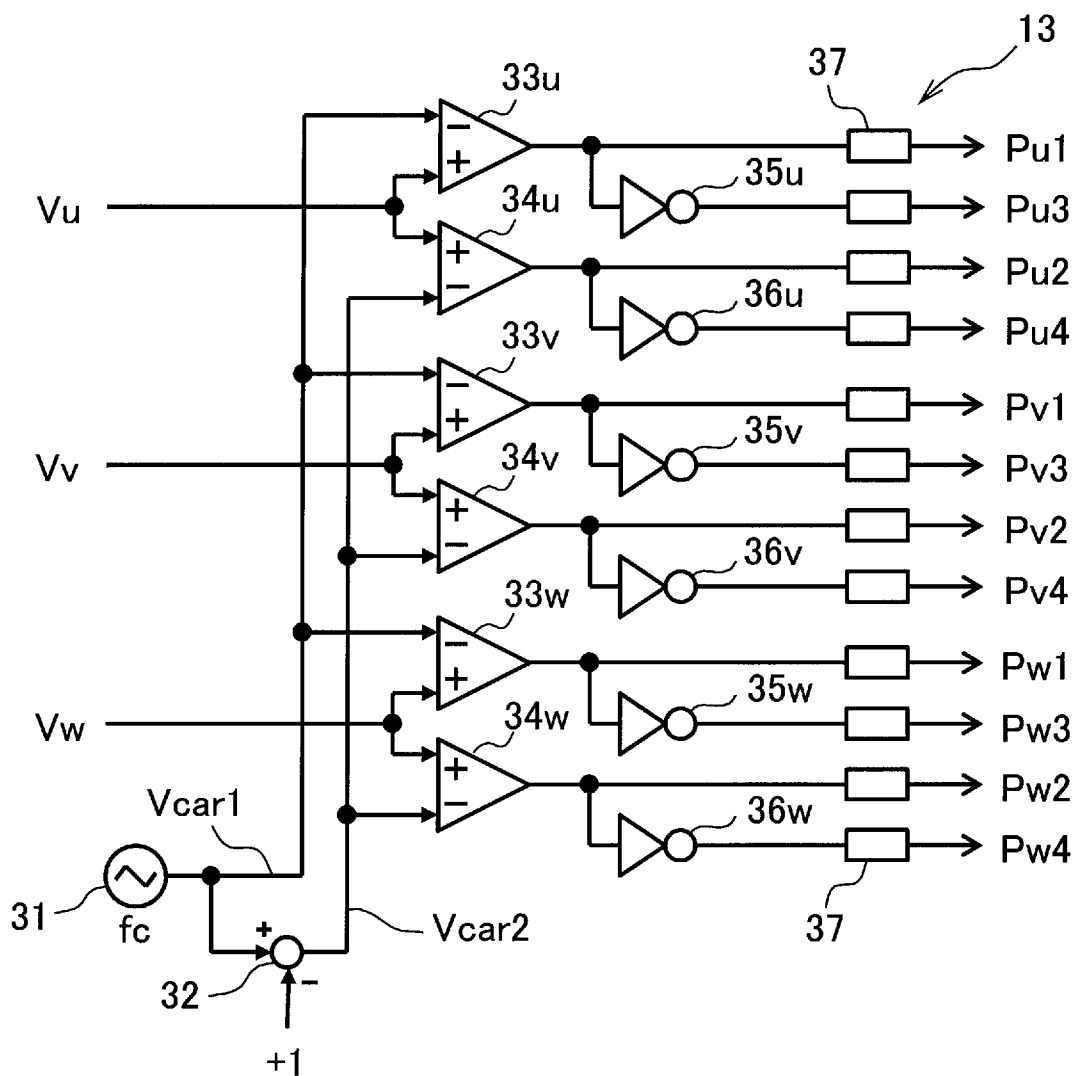 13
33u
37
−
+
Pu1
35u
Vu
34u
Pu3
+
−
Pu2
36u
Pu4
33v
−
+
Pv1
35v
Vv
34v
Pv3
+
−
Pv2
36v
Pv4
33w
−
+
Pw1
35w
Vw
34w
Pw3
+
−
Pw2
Vcar1
36w
Pw4
31
fc
37
Vcar2
+
32
−
+1